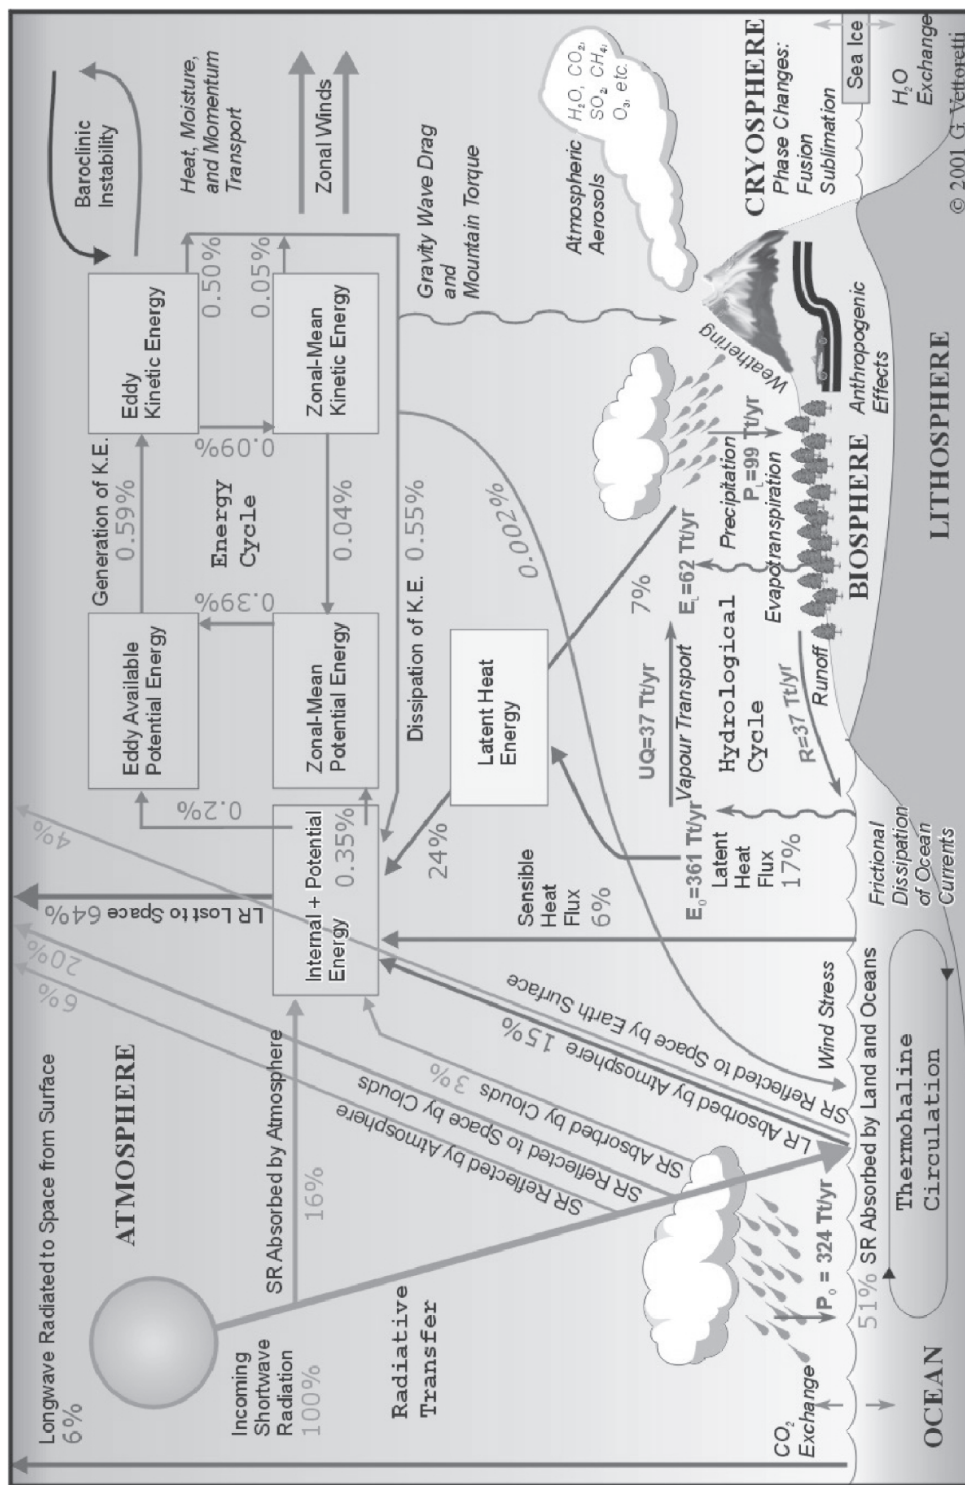 Longwave Radiated to Space from Surface
6%
ATMOSPHERE
Incoming
Shortwave
Radiation
100%
SR Absorbed by Atmosphere
16%
Radiative
Transfer
SR Reflected by Atmosphere
6%
SR Reflected to Space by Clouds
20%
SR Absorbed by Clouds
3%
LR Absorbed by Atmosphere
15%
SR Reflected to Space by Earth Surface
4%
LR Lost to Space 64%
Internal + Potential
Energy
0.2%
0.35%
Eddy Available
Potential Energy
Zonal-Mean
Potential Energy
0.39%
Generation of K.E.
0.59%
Energy
Cycle
0.04%
Eddy
Kinetic Energy
Zonal-Mean
Kinetic Energy
0.09%
0.50%
0.05%
Baroclinic
Instability
Heat, Moisture,
and Momentum
Transport
Zonal Winds
Dissipation of K.E.
0.55%
0.002%
Gravity Wave Drag
and
Mountain Torque
Sensible
Heat
Flux
6%
24%
Latent Heat
Energy
7%
E₀=361 Tt/yr
Latent
Heat
Flux
17%
UQ=37 Tt/yr
Vapour Transport
Hydrological
Cycle
E_L=62 Tt/yr
Precipitation
P_L=99 Tt/yr
Evapotranspiration
R=37 Tt/yr
Runoff
Weathering
Atmospheric
Aerosols
H₂O, CO₂,
SO₂, CH₄,
O₃, etc.
CRYOSPHERE
Phase Changes:
Fusion
Sublimation
Sea Ice
H₂O
Exchange
Anthropogenic
Effects
BIOSPHERE
LITHOSPHERE
CO₂
Exchange
P₀ = 324 Tt/yr
51% SR Absorbed by Land and Oceans
Wind Stress
Frictional
Dissipation
of Ocean
Currents
Thermohaline
Circulation
OCEAN
© 2001 G. Vettoretti